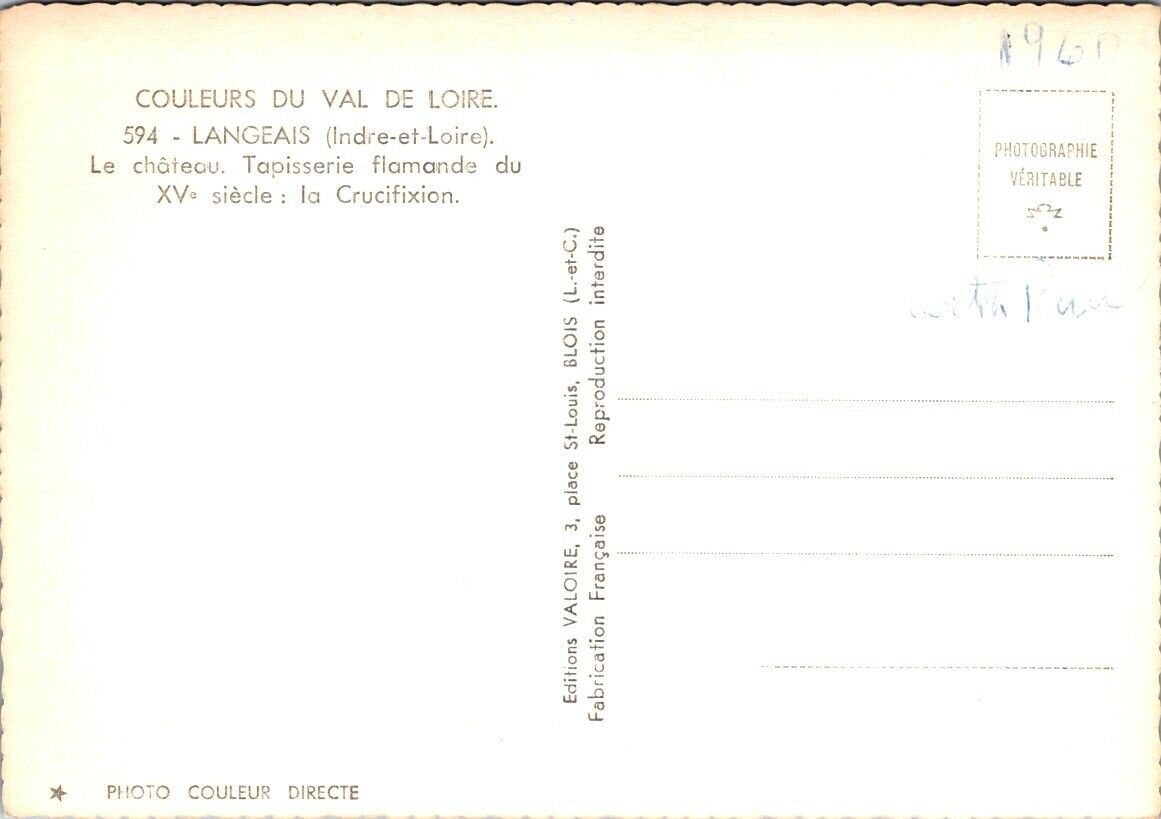 COULEURS DU VAL DE LOIRE.
594 - LANGEAIS (Indre-et-Loire).
Le château. Tapisserie flamande du
XVe siècle : la Crucifixion.
1960
PHOTOGRAPHIE
VÉRITABLE
with
Editions VALOIRE, 3, place St-Louis, BLOIS (L.-et-C.)
Fabrication Française Reproduction interdite
PHOTO COULEUR DIRECTE